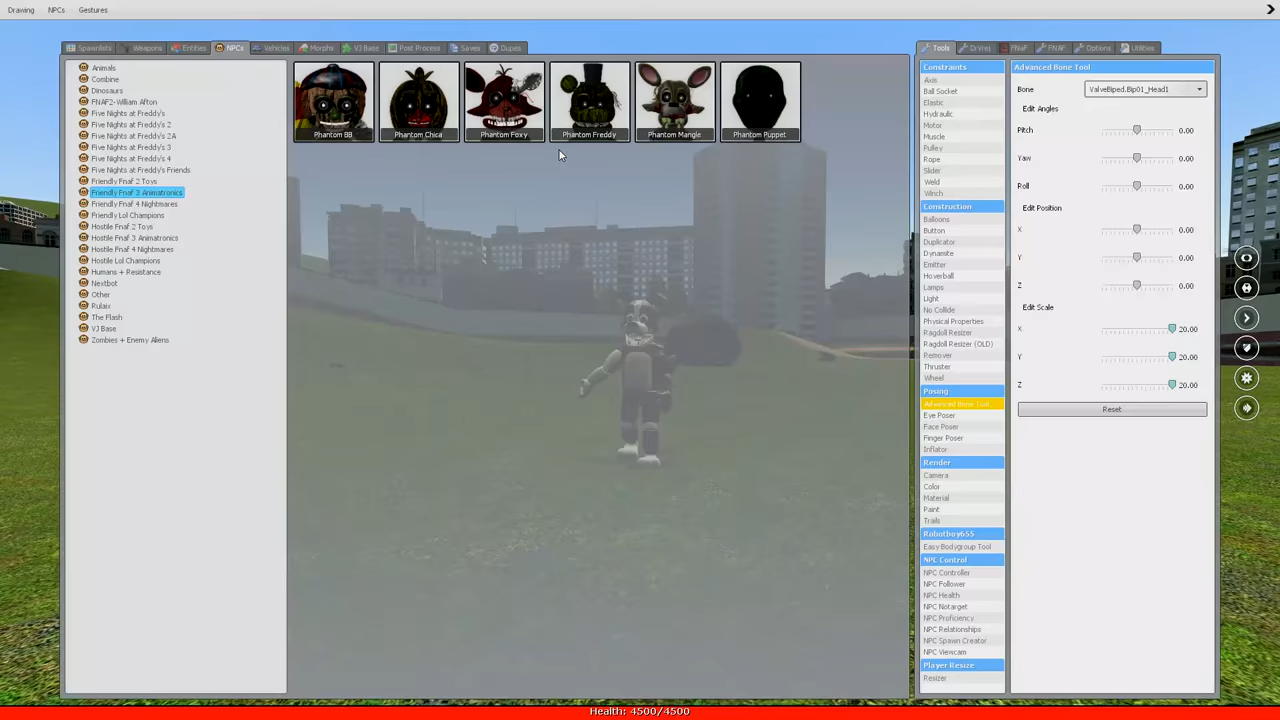 Drawing NPCs Gestures
Spawnlists Weapons Entities NPCs Vehicles Morphs VJ Base Post Process Saves Dupes
Animals
Combine
Dinosaurs
FNAF2-William Afton
Five Nights at Freddy's
Five Nights at Freddy's 2
Five Nights at Freddy's 2A
Five Nights at Freddy's 3
Five Nights at Freddy's 4
Five Nights at Freddy's Friends
Friendly Fnaf 2 Toys
Friendly Fnaf 3 Animatronics
Friendly Fnaf 4 Nightmares
Friendly Lol Champions
Hostile Fnaf 2 Toys
Hostile Fnaf 3 Animatronics
Hostile Fnaf 4 Nightmares
Hostile Lol Champions
Humans + Resistance
Nextbot
Other
Rulaix
The Flash
VJ Base
Zombies + Enemy Aliens
Phantom BB Phantom Chica Phantom Foxy Phantom Freddy Phantom Mangle Phantom Puppet
Tools DrVrej FNaF FNAF Options Utilities
Constraints
Axis
Ball Socket
Elastic
Hydraulic
Motor
Muscle
Pulley
Rope
Slider
Weld
Winch
Construction
Balloons
Button
Duplicator
Dynamite
Emitter
Hoverball
Lamps
Light
No Collide
Physical Properties
Ragdoll Resizer
Ragdoll Resizer (OLD)
Remover
Thruster
Wheel
Posing
Advanced Bone Tool
Eye Poser
Face Poser
Finger Poser
Inflator
Render
Camera
Color
Material
Paint
Trails
Robotboy655
Easy Bodygroup Tool
NPC Control
NPC Controller
NPC Follower
NPC Health
NPC Notarget
NPC Proficiency
NPC Relationships
NPC Spawn Creator
NPC Viewcam
Player Resize
Resizer
Advanced Bone Tool
Bone ValveBiped.Bip01_Head1
Edit Angles
Pitch 0.00
Yaw 0.00
Roll 0.00
Edit Position
X 0.00
Y 0.00
Z 0.00
Edit Scale
X 20.00
Y 20.00
Z 20.00
Reset
Health: 4500/4500